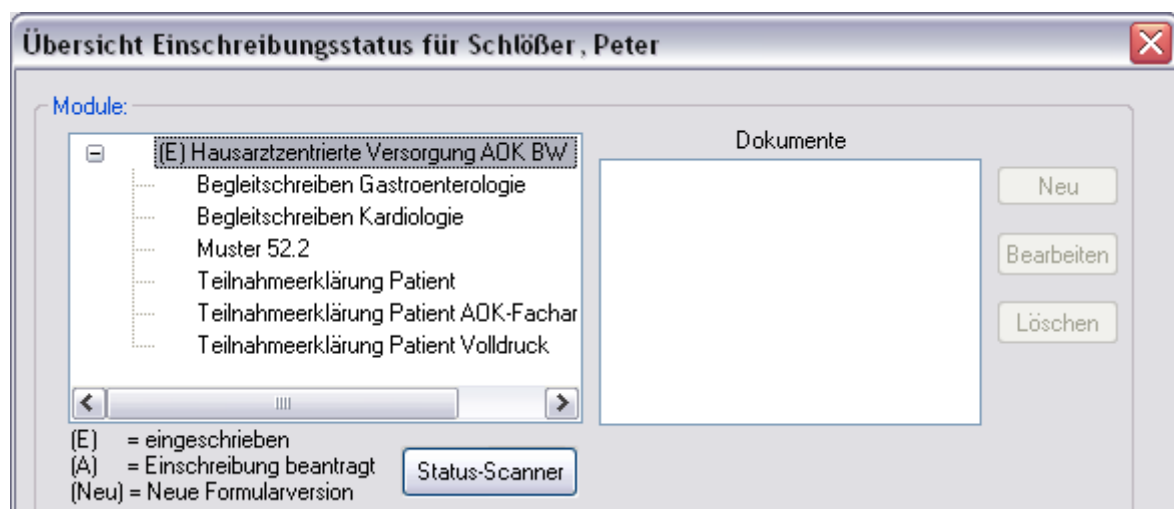 Übersicht Einschreibungsstatus für Schlößer, Peter
Module:
(E) Hausarztzentrierte Versorgung AOK BW
Begleitschreiben Gastroenterologie
Begleitschreiben Kardiologie
Muster 52.2
Teilnahmeerklärung Patient
Teilnahmeerklärung Patient AOK-Fachar
Teilnahmeerklärung Patient Volldruck
Dokumente
Neu
Bearbeiten
Löschen
(E) = eingeschrieben
(A) = Einschreibung beantragt
(Neu) = Neue Formularversion
Status-Scanner